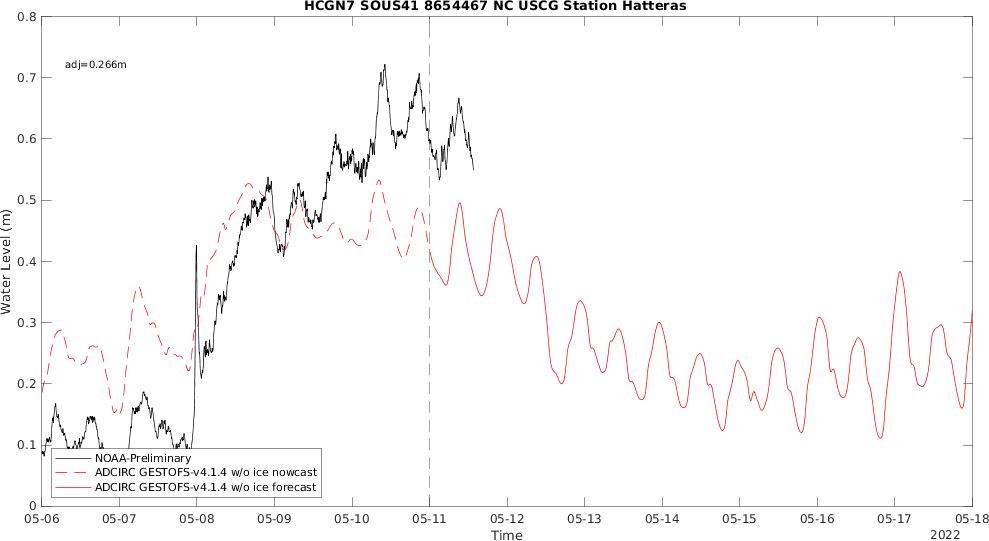 HCGN7 SOUS41 8654467 NC USCG Station Hatteras
0.8
adj=0.266m
0.7
0.6
0.5
0.4
0.3
0.2
0.1
0
Water Level (m)
NOAA-Preliminary
ADCIRC GESTOFS-v4.1.4 w/o ice nowcast
ADCIRC GESTOFS-v4.1.4 w/o ice forecast
05-06 05-07 05-08 05-09 05-10 05-11 05-12 05-13 05-14 05-15 05-16 05-17 05-18
Time
2022